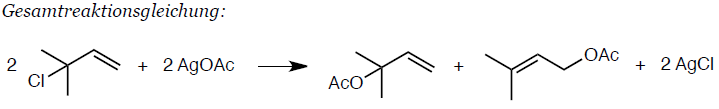 Gesamtreaktionsgleichung:
2 Cl + 2 AgOAc AcO + OAc + 2 AgCl